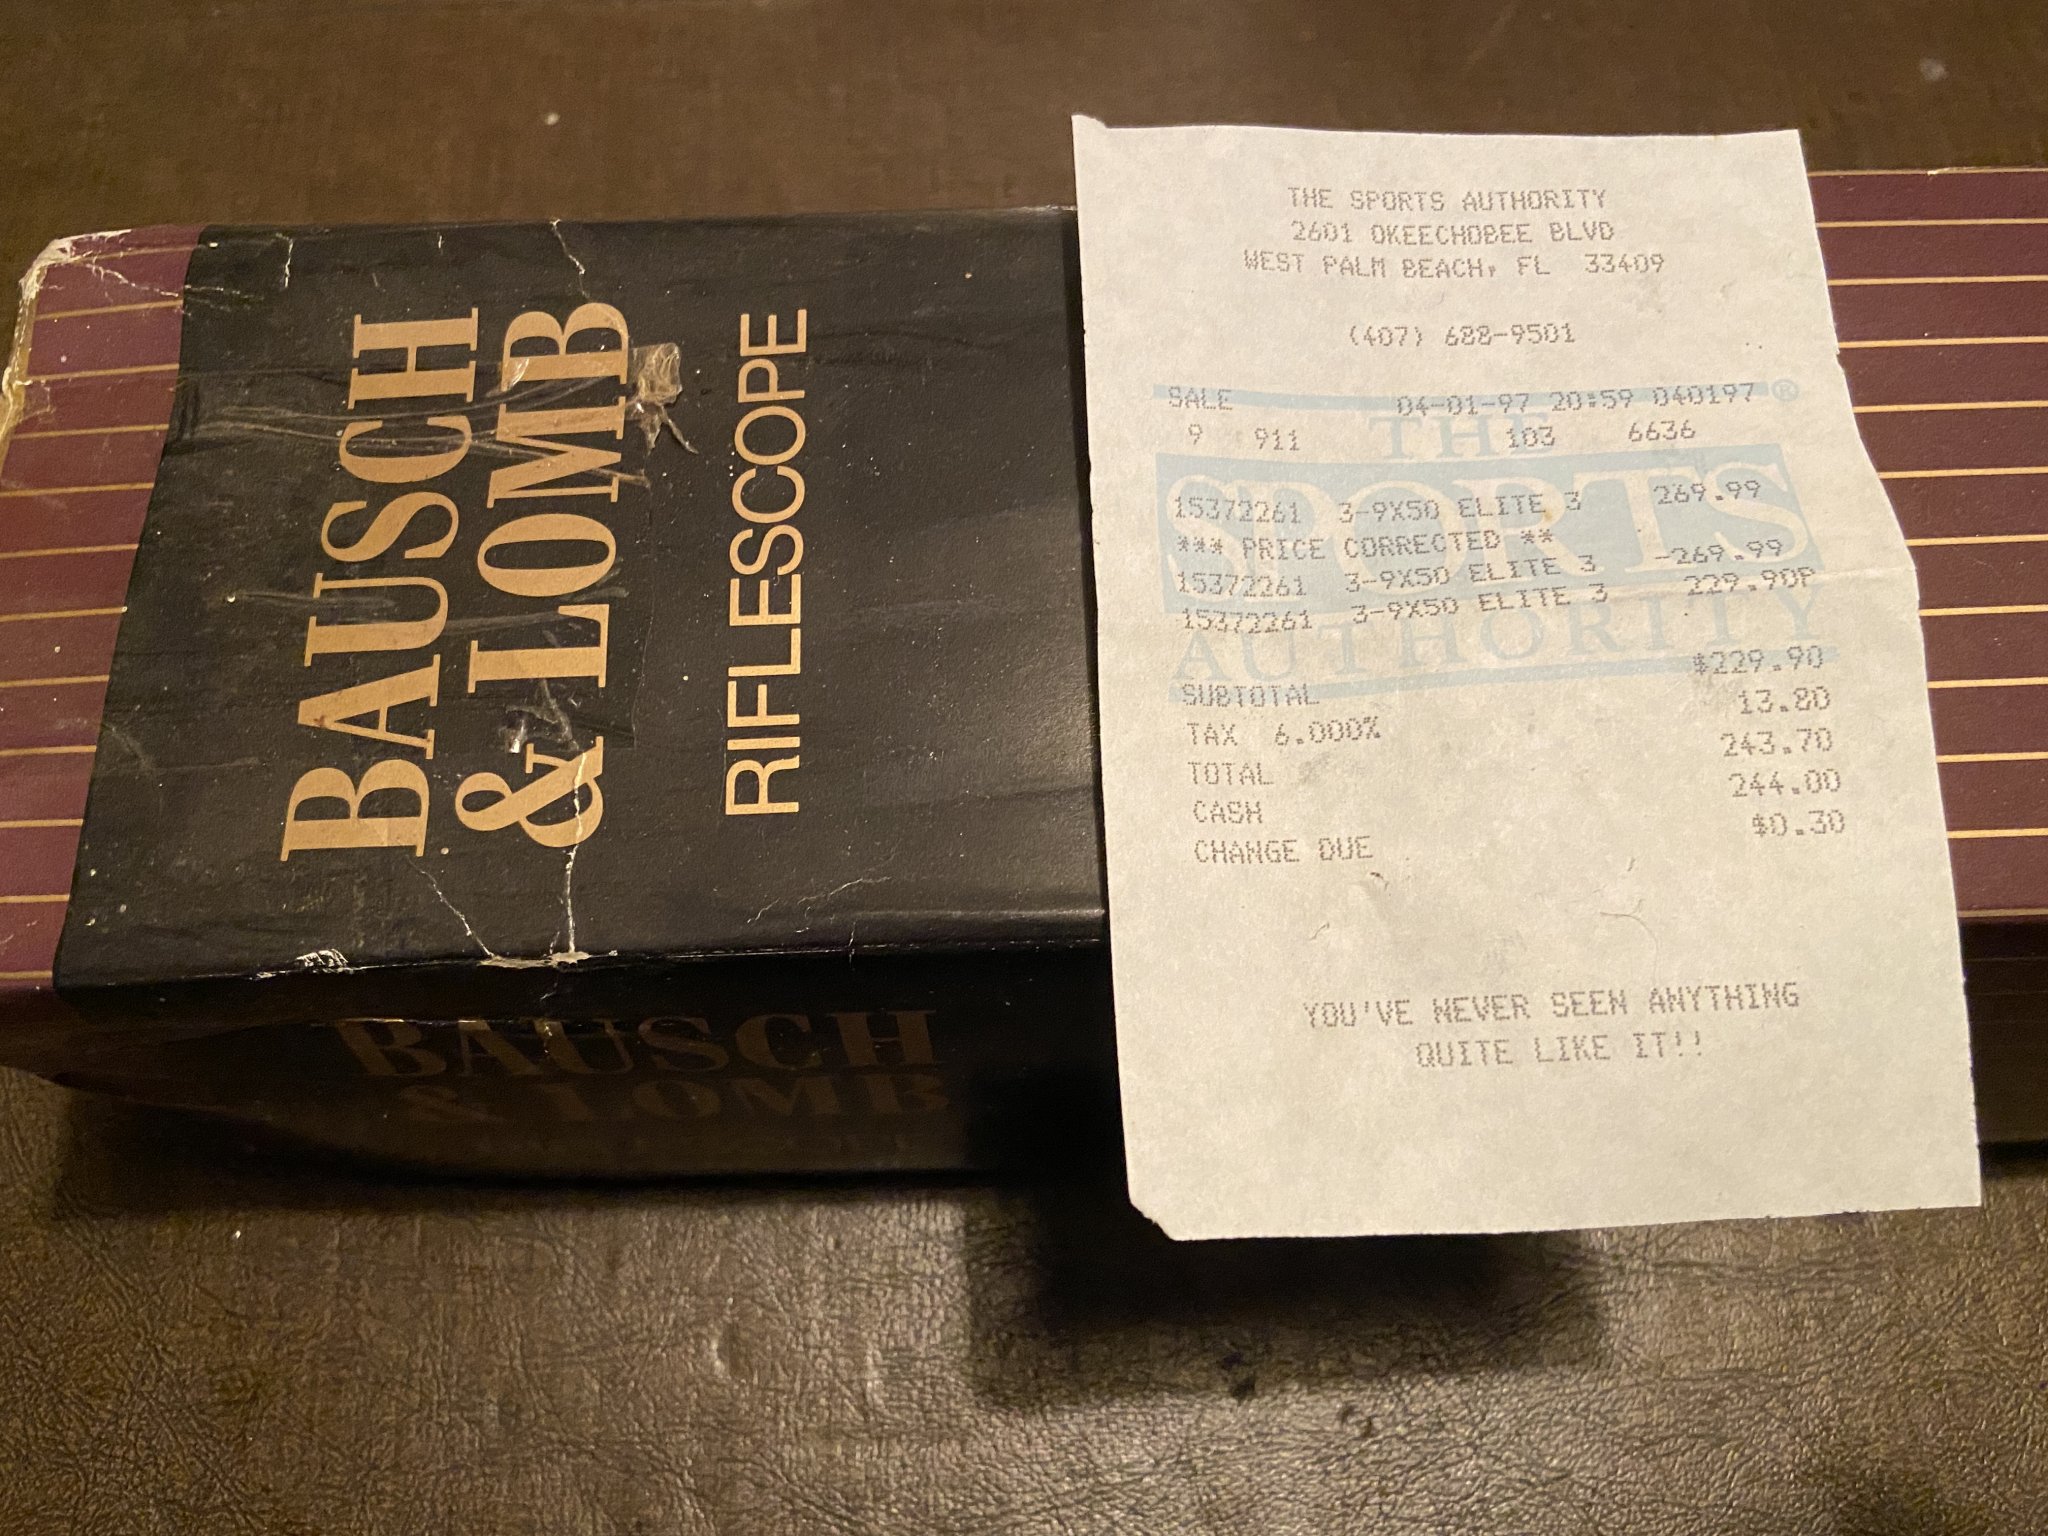 BAUSCH
& LOMB
RIFLESCOPE
BAUSCH
& LOMB
THE SPORTS AUTHORITY
2601 OKEECHOBEE BLVD
WEST PALM BEACH, FL 33409
(407) 688-9501
SALE 04-01-97 20:59 040197
9 911 103 6636
15372261 3-9X50 ELITE 3 269.99
*** PRICE CORRECTED **
15372261 3-9X50 ELITE 3 -269.99
15372261 3-9X50 ELITE 3 229.90P
SUBTOTAL $229.90
TAX 6.000% 13.80
TOTAL 243.70
CASH 244.00
CHANGE DUE $0.30
YOU'VE NEVER SEEN ANYTHING
QUITE LIKE IT!!
THE
SPORTS
AUTHORITY
®